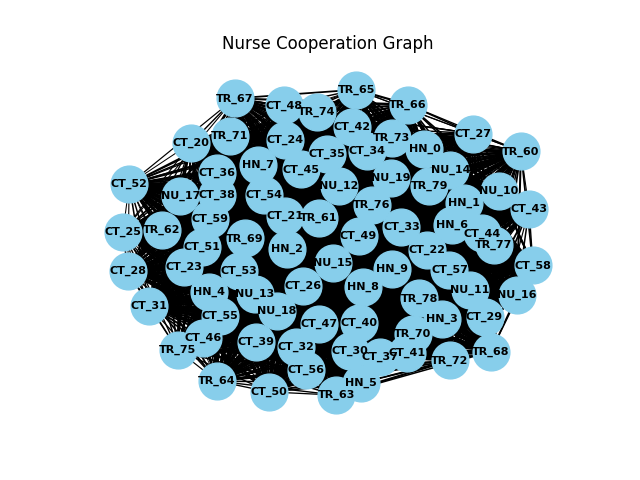 Nurse Cooperation Graph
TR_65
TR_67
CT_48
TR_66
TR_74
CT_42
CT_27
TR_71
TR_73
CT_24
CT_20
HN_0
CT_34
TR_60
CT_35
HN_7
CT_45
NU_14
CT_36
NU_19
CT_52
NU_12
TR_79
NU_10
NU_17
CT_38
CT_54
HN_1
TR_76
CT_43
CT_21
TR_61
CT_59
HN_6
CT_33
TR_62
CT_25
CT_44
CT_49
TR_69
TR_77
CT_51
HN_2
CT_22
NU_15
CT_58
CT_23
HN_9
CT_57
CT_28
CT_53
CT_26
HN_8
NU_11
HN_4
NU_13
NU_16
TR_78
CT_31
NU_18
CT_55
CT_29
HN_3
CT_47
CT_40
TR_70
CT_46
CT_39
CT_32
TR_75
CT_30
TR_68
CT_41
CT_37
TR_72
CT_56
TR_64
HN_5
CT_50
TR_63